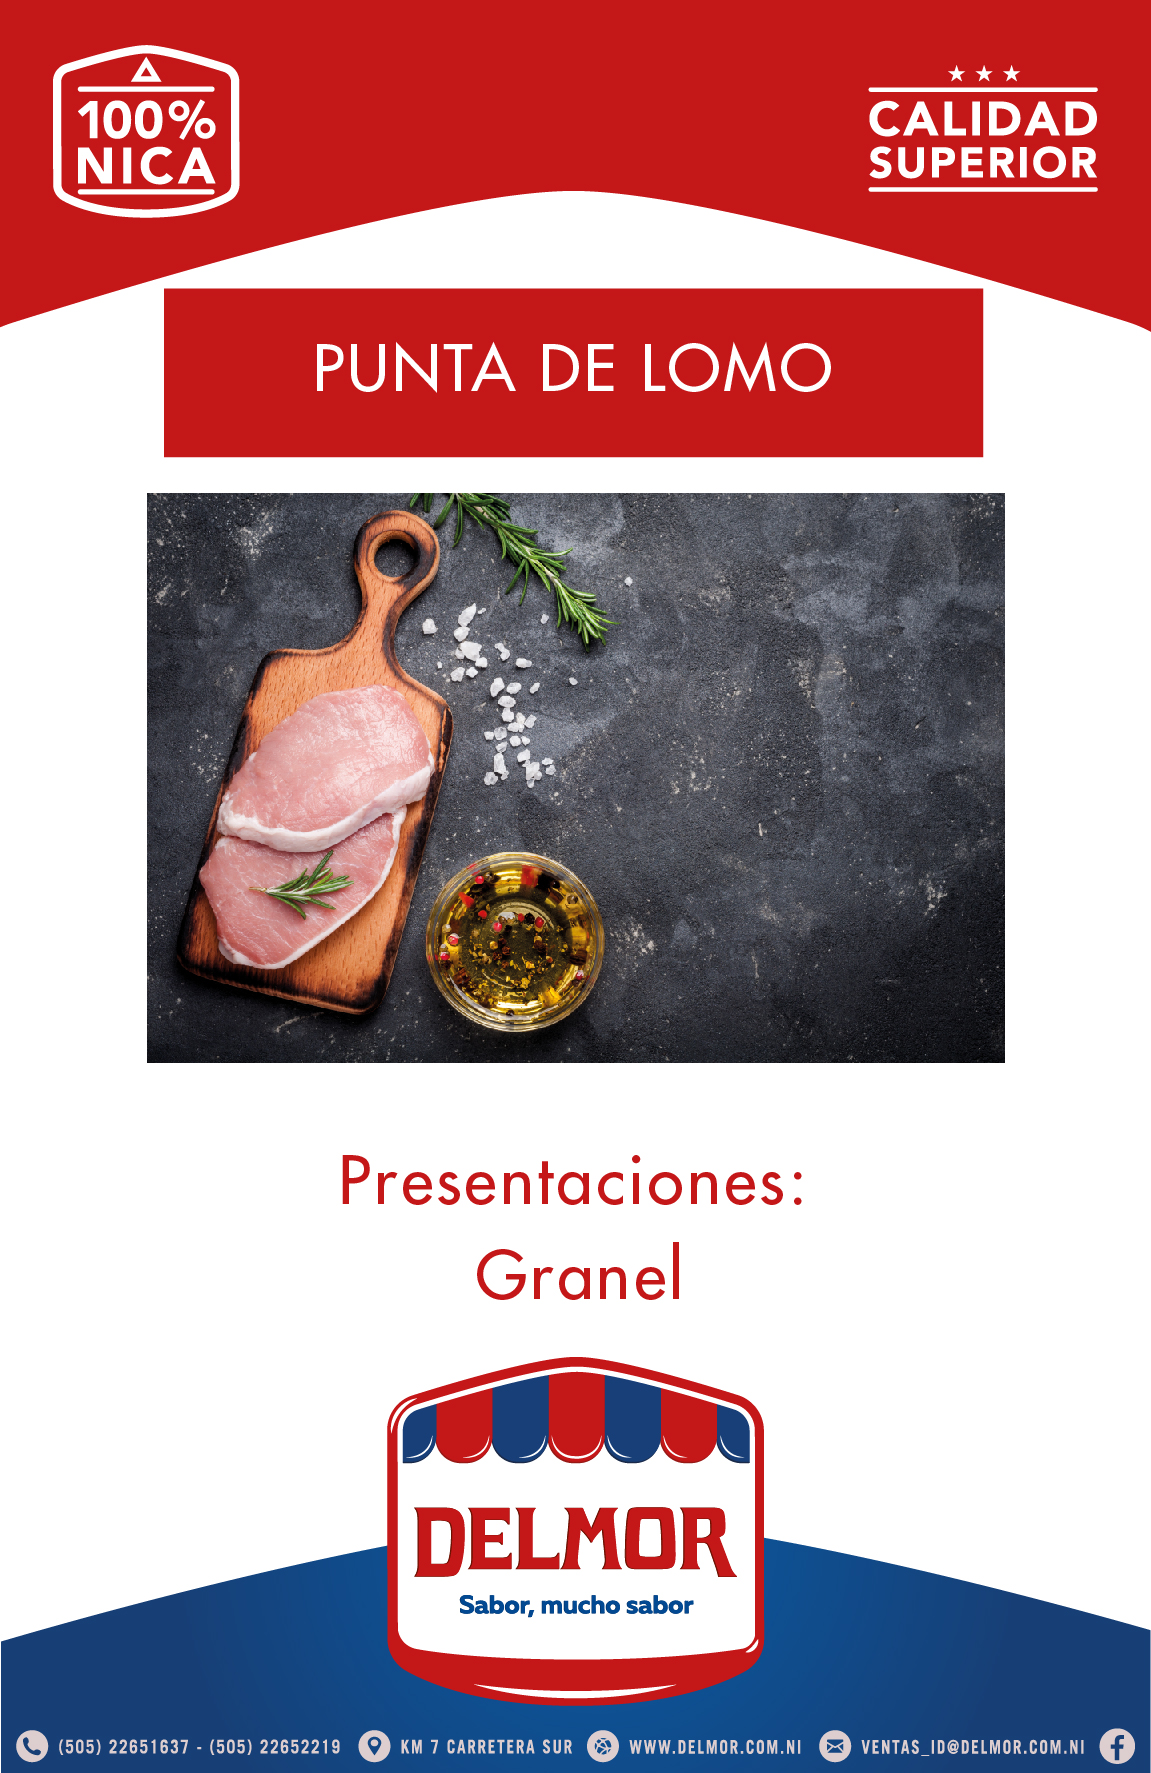 100%
NICA
CALIDAD
SUPERIOR
PUNTA DE LOMO
Presentaciones:
Granel
DELMOR
Sabor, mucho sabor
(505) 22651637 - (505) 22652219
KM 7 CARRETERA SUR
WWW.DELMOR.COM.NI
VENTAS_ID@DELMOR.COM.NI